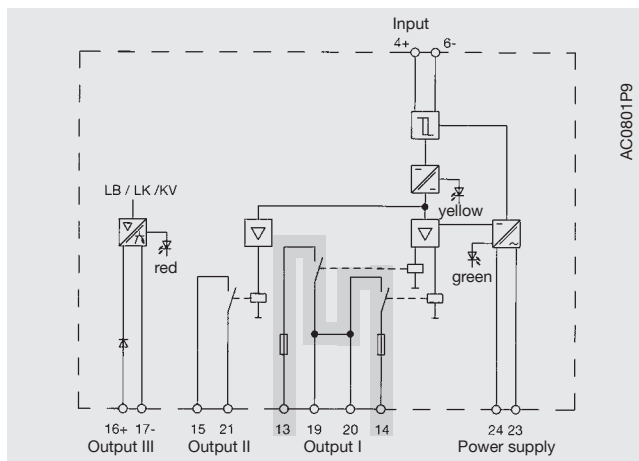 Input
4+ 6-
AC0801P9
LB / LK /KV
yellow
red
green
16+ 17- 15 21 13 19 20 14 24 23
Output III Output II Output I Power supply